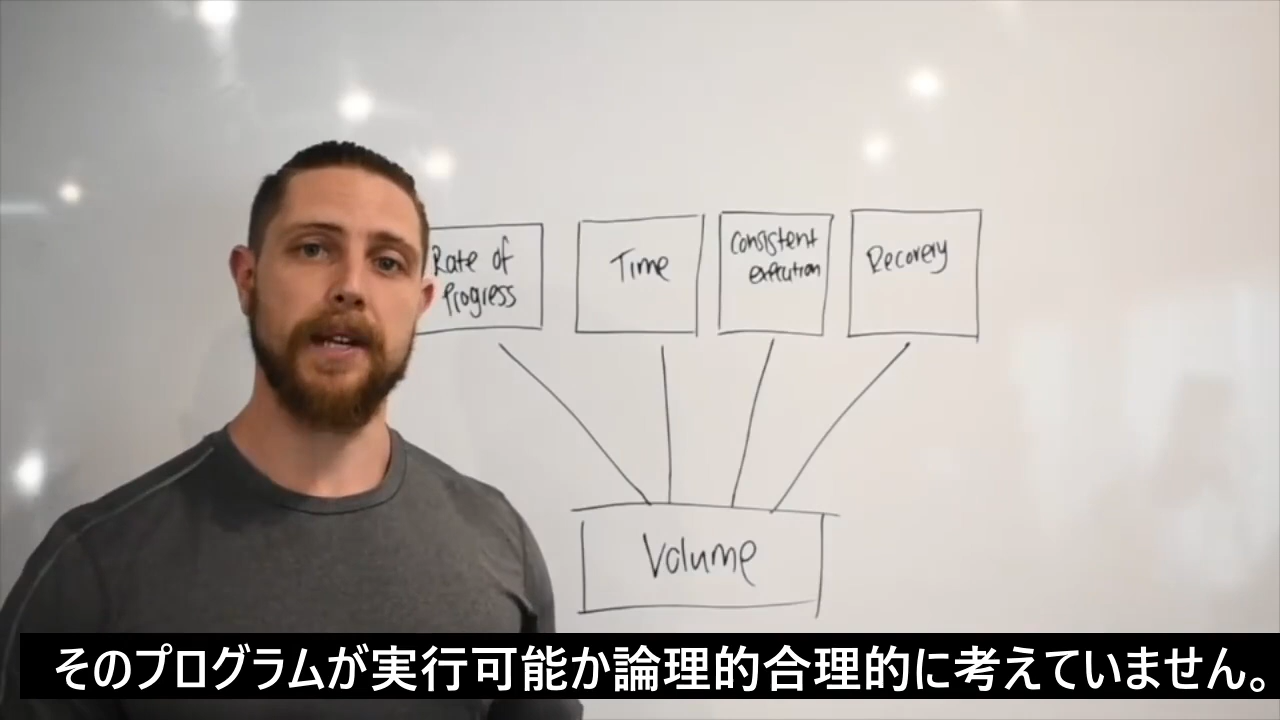 Rate of
Progress
Time
Consistent
execution
Recovery
Volume
そのプログラムが実行可能か論理的合理的に考えていません。